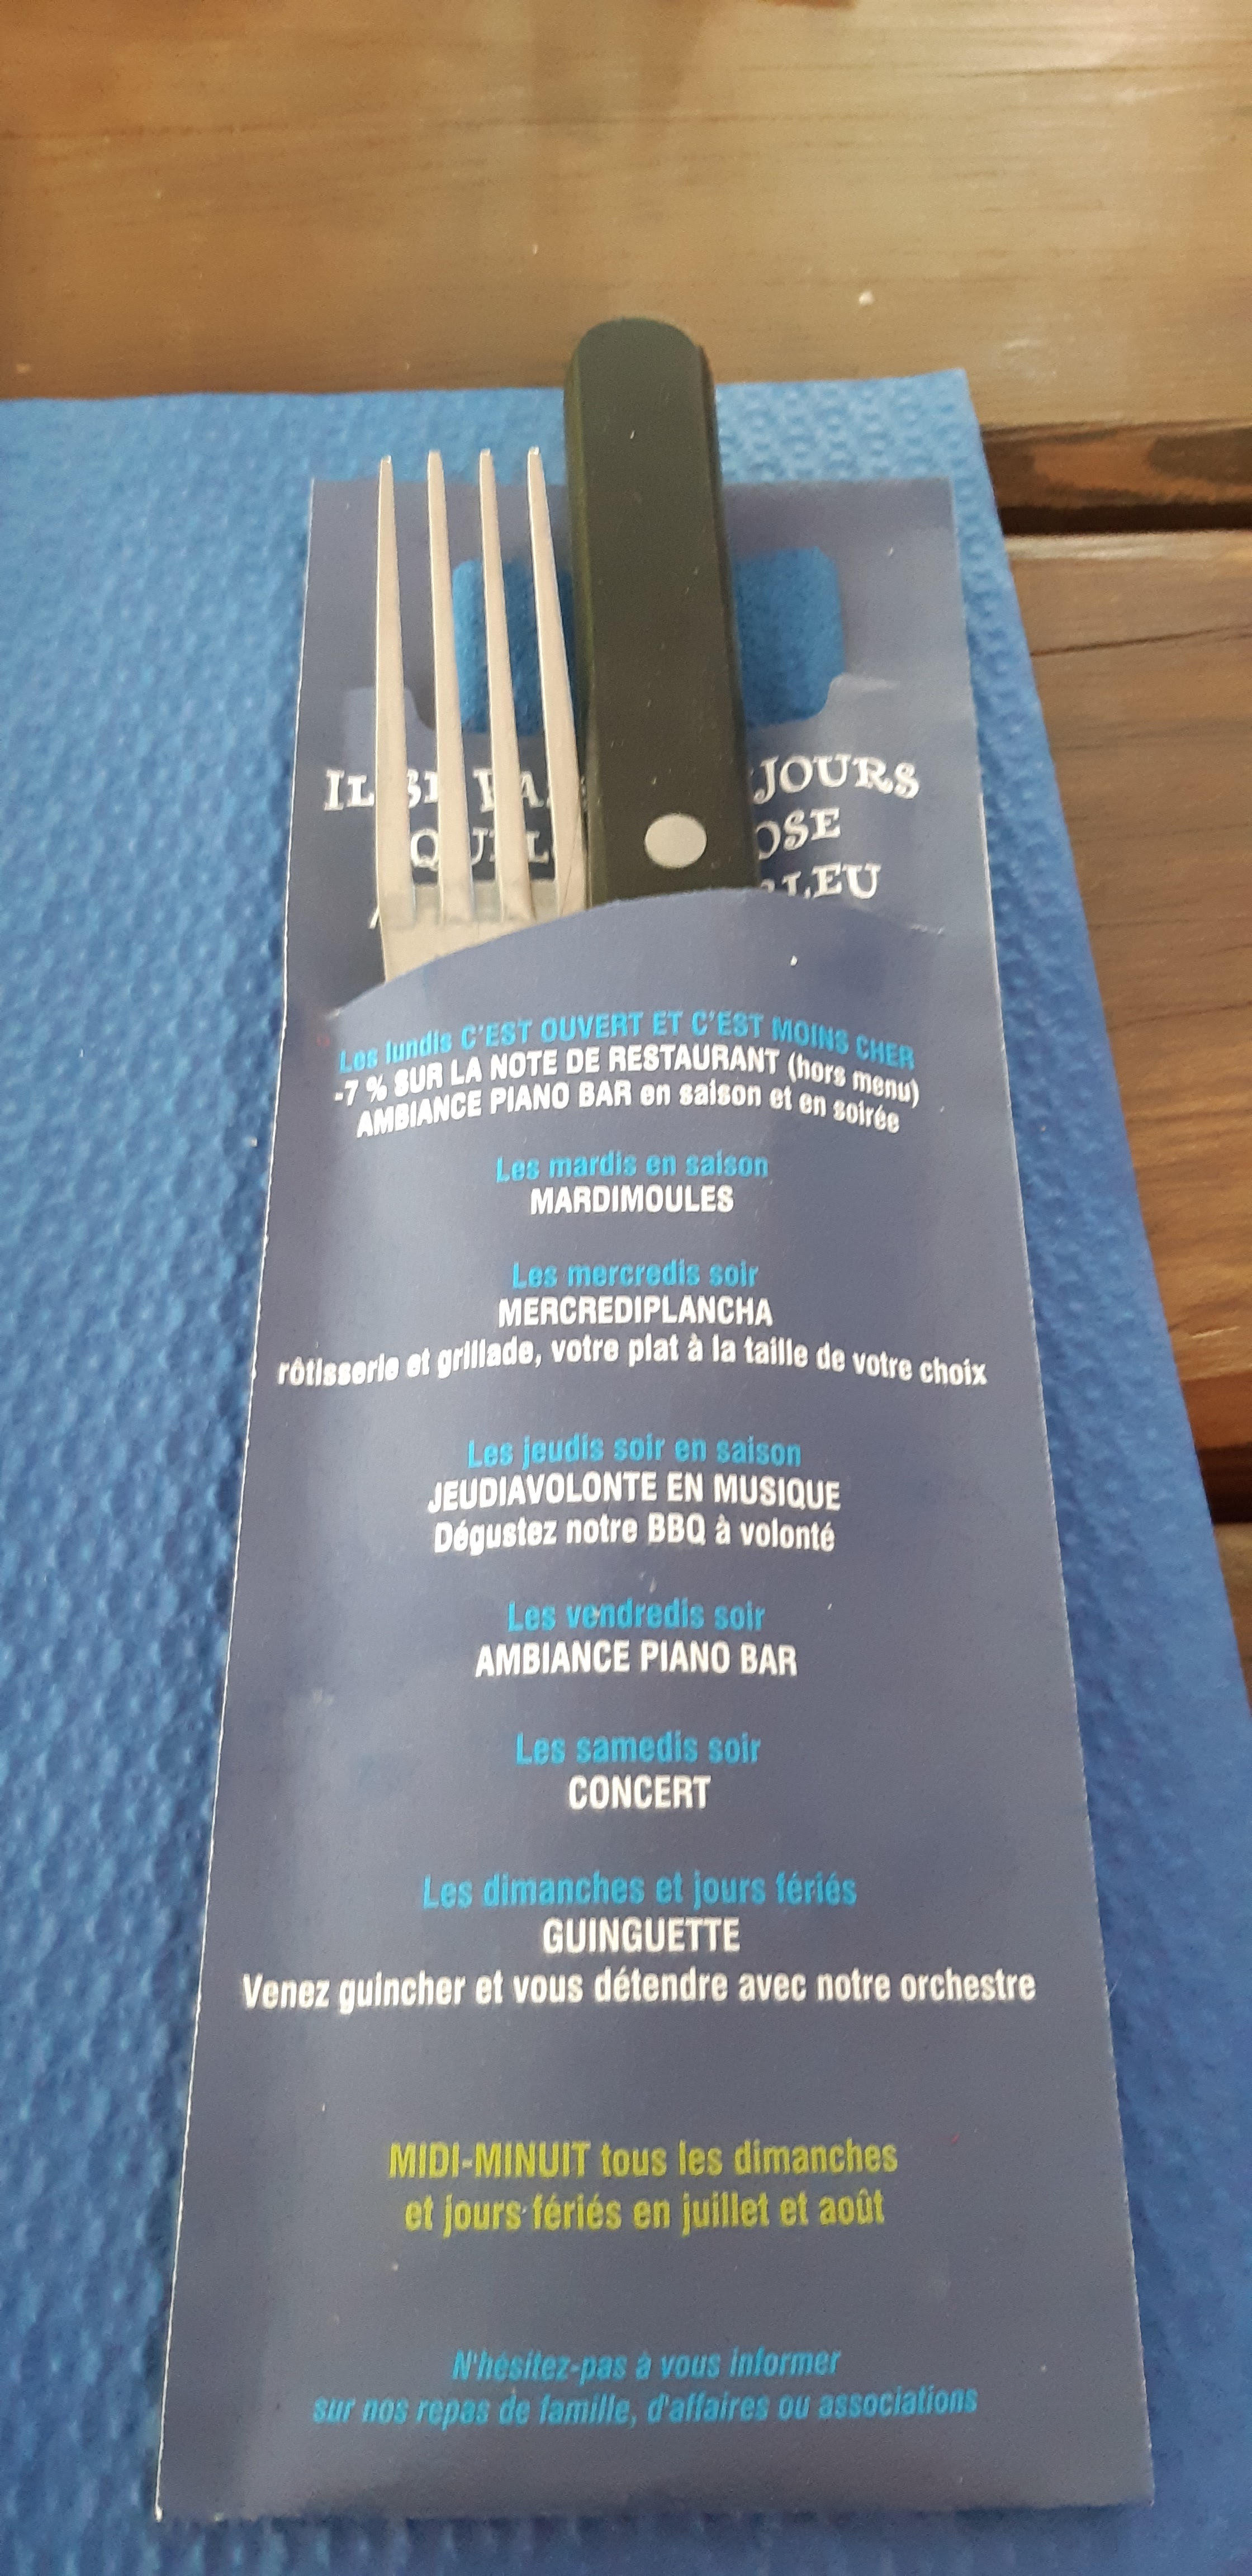 IL SE
QUEL
BLEU
Les lundis C'EST OUVERT ET C'EST MOINS CHER
-7 % SUR LA NOTE DE RESTAURANT (hors menu)
AMBIANCE PIANO BAR en saison et en soirée
Les mardis en saison
MARDIMOULES
Les mercredis soir
MERCREDIPLANCHA
rôtisserie et grillade, votre plat à la taille de votre choix
Les jeudis soir en saison
JEUDIAVOLONTE EN MUSIQUE
Dégustez notre BBQ à volonté
Les vendredis soir
AMBIANCE PIANO BAR
Les samedis soir
CONCERT
Les dimanches et jours fériés
GUINGUETTE
Venez guincher et vous détendre avec notre orchestre
MIDI-MINUIT tous les dimanches
et jours fériés en juillet et août
N'hésitez-pas à vous informer
sur nos repas de famille, d'affaires ou associations